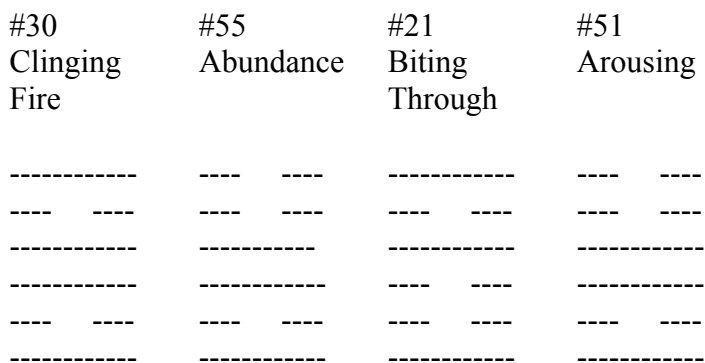 #30 #55 #21 #51
Clinging Abundance Biting Arousing
Fire Through
------------ ---- ---- ------------ ---- ----
---- ---- ---- ---- ---- ---- ---- ----
------------ ----------- ------------ ------------
------------ ------------ ---- ---- ------------
---- ---- ---- ---- ---- ---- ---- ----
------------ ------------ ------------ ------------